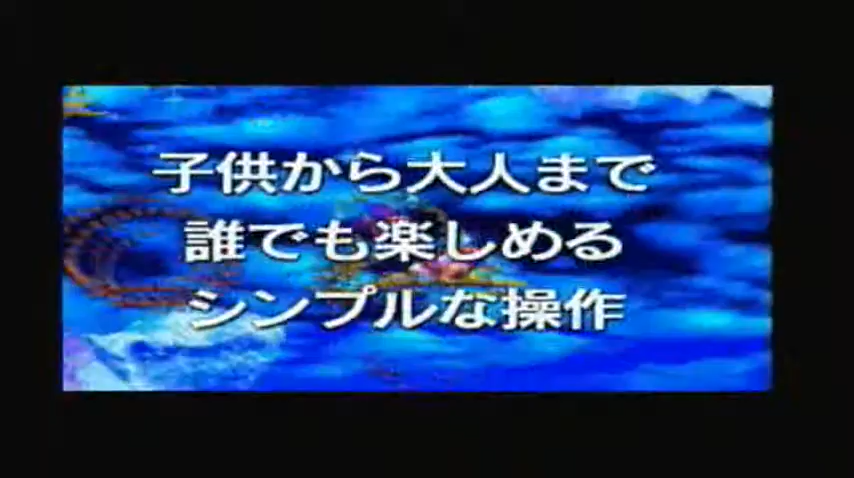 子供から大人まで
誰でも楽しめる
シンプルな操作